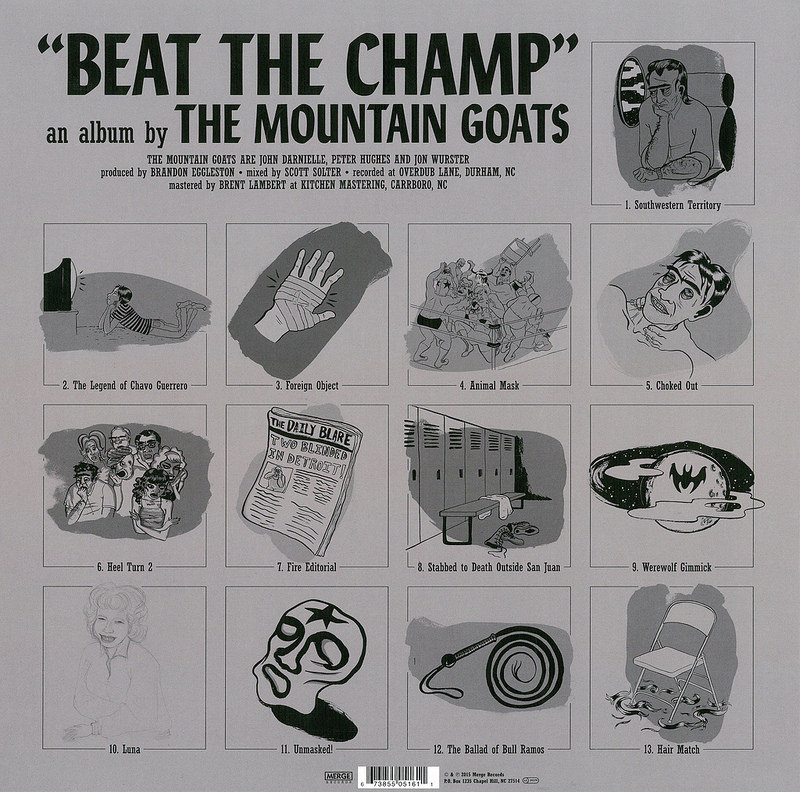 “BEAT THE CHAMP”
an album by THE MOUNTAIN GOATS
THE MOUNTAIN GOATS ARE JOHN DARNIELLE, PETER HUGHES AND JON WURSTER
produced by BRANDON EGGLESTON • mixed by SCOTT SOLTER • recorded at OVERDUB LANE, DURHAM, NC
mastered by BRENT LAMBERT at KITCHEN MASTERING, CARRBORO, NC
1. Southwestern Territory
2. The Legend of Chavo Guerrero
3. Foreign Object
4. Animal Mask
5. Choked Out
THE DAILY BLARE
TWO BLINDED
IN DETROIT!
6. Heel Turn 2
7. Fire Editorial
8. Stabbed to Death Outside San Juan
9. Werewolf Gimmick
10. Luna
11. Unmasked!
12. The Ballad of Bull Ramos
13. Hair Match
MERGE
RECORDS
6 73855 05161 1
© & ℗ 2015 Merge Records
P.O. Box 1235 Chapel Hill, NC 27514